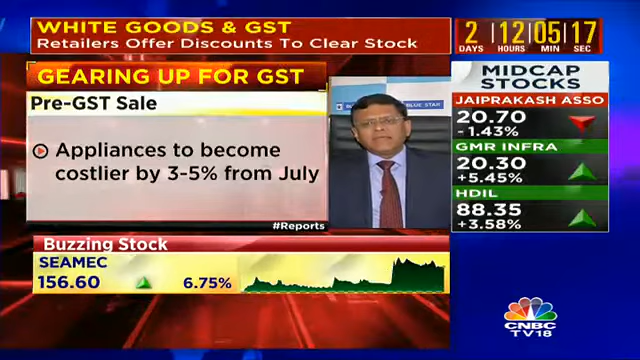 WHITE GOODS & GST
Retailers Offer Discounts To Clear Stock
2 12 05 17
DAYS HOURS MIN SEC
GEARING UP FOR GST
Pre-GST Sale
Appliances to become
costlier by 3-5% from July
#Reports
BLUE STAR
MIDCAP
STOCKS
JAIPRAKASH ASSO
20.70
-1.43%
GMR INFRA
20.30
+5.45%
HDIL
88.35
+3.58%
Buzzing Stock
SEAMEC
156.60 6.75%
CNBC
TV18